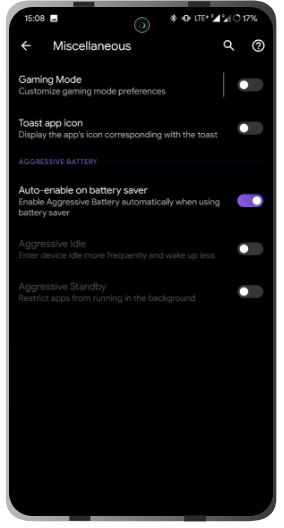 15:08 LTE+ 17%
Miscellaneous
Gaming Mode
Customize gaming mode preferences
Toast app icon
Display the app's icon corresponding with the toast
AGGRESSIVE BATTERY
Auto-enable on battery saver
Enable Aggressive Battery automatically when using
battery saver
Aggressive Idle
Enter device Idle more frequently and wake up less
Aggressive Standby
Restrict apps from running in the background